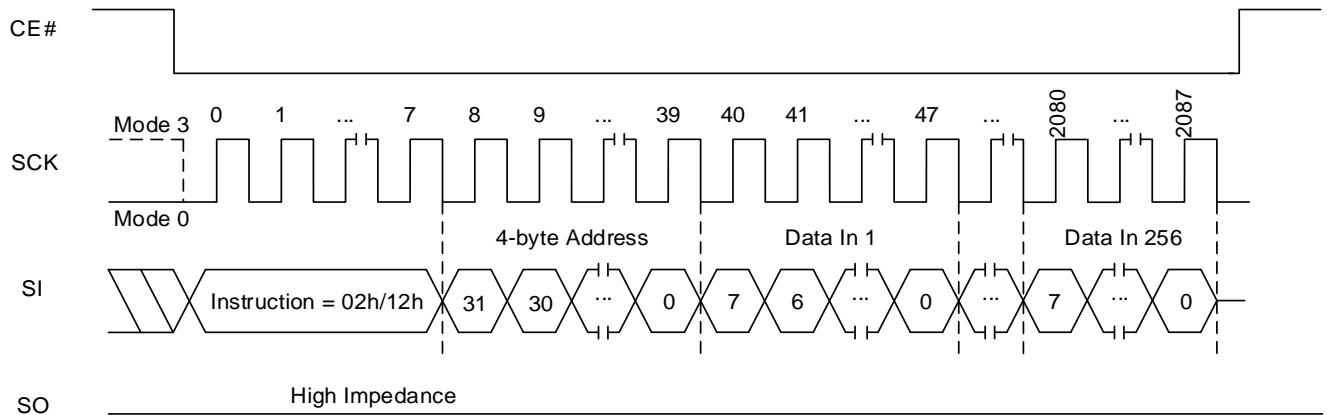 CE#
0 1 ... 7 8 9 ... 39 40 41 ... 47 ... 2080 ... 2087
Mode 3
SCK
Mode 0
4-byte Address Data In 1 Data In 256
SI Instruction = 02h/12h 31 30 ... 0 7 6 ... 0 ... 7 ... 0
High Impedance
SO